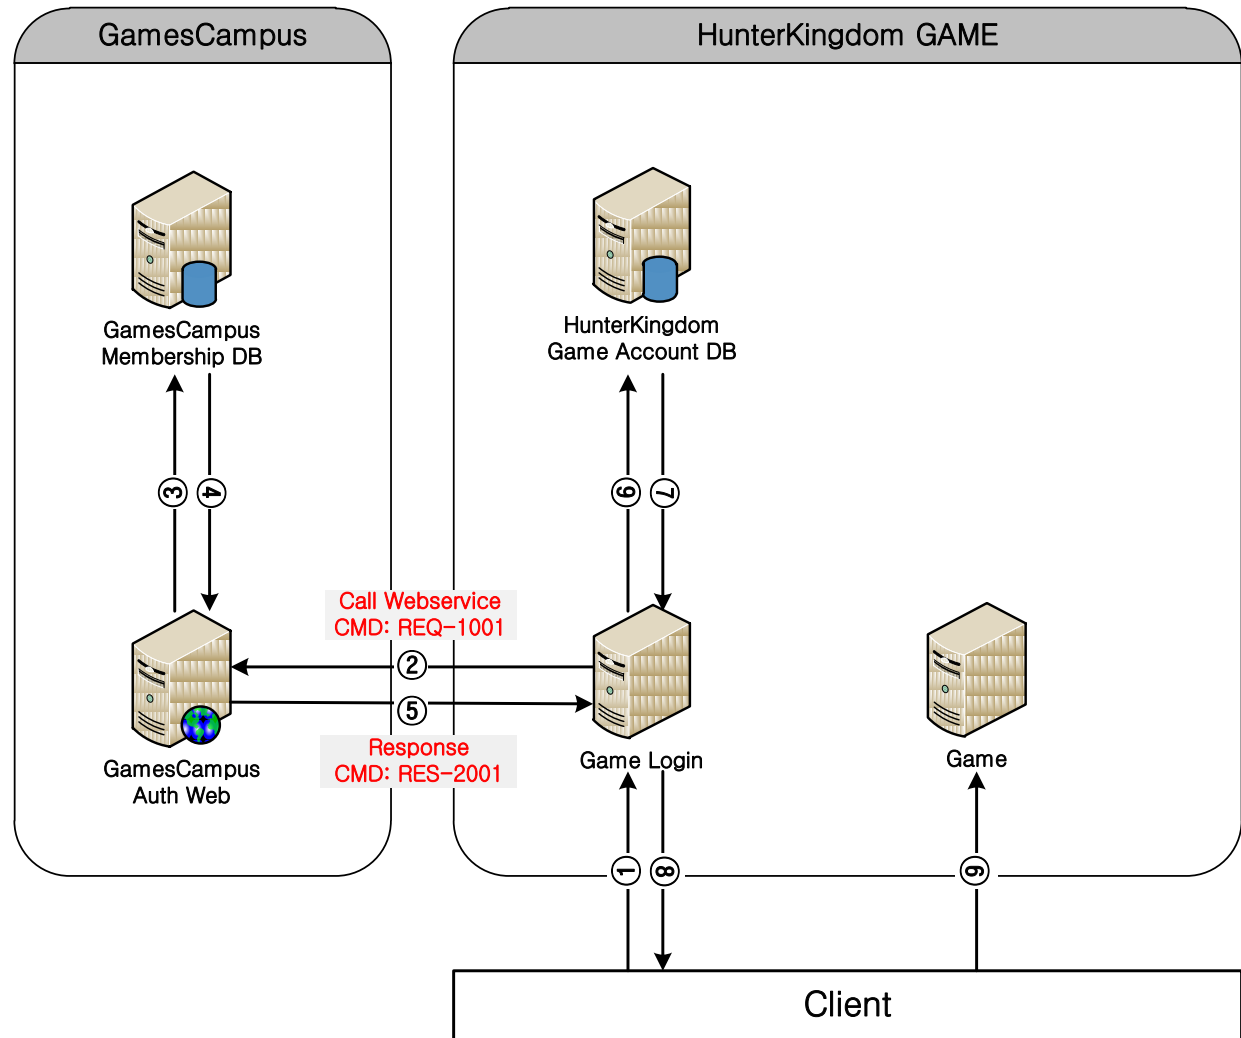 GamesCampus
HunterKingdom GAME
GamesCampus
Membership DB
HunterKingdom
Game Account DB
③
④
⑥
⑦
Call Webservice
CMD: REQ-1001
②
⑤
Response
CMD: RES-2001
GamesCampus
Auth Web
Game Login
Game
①
⑧
⑨
Client